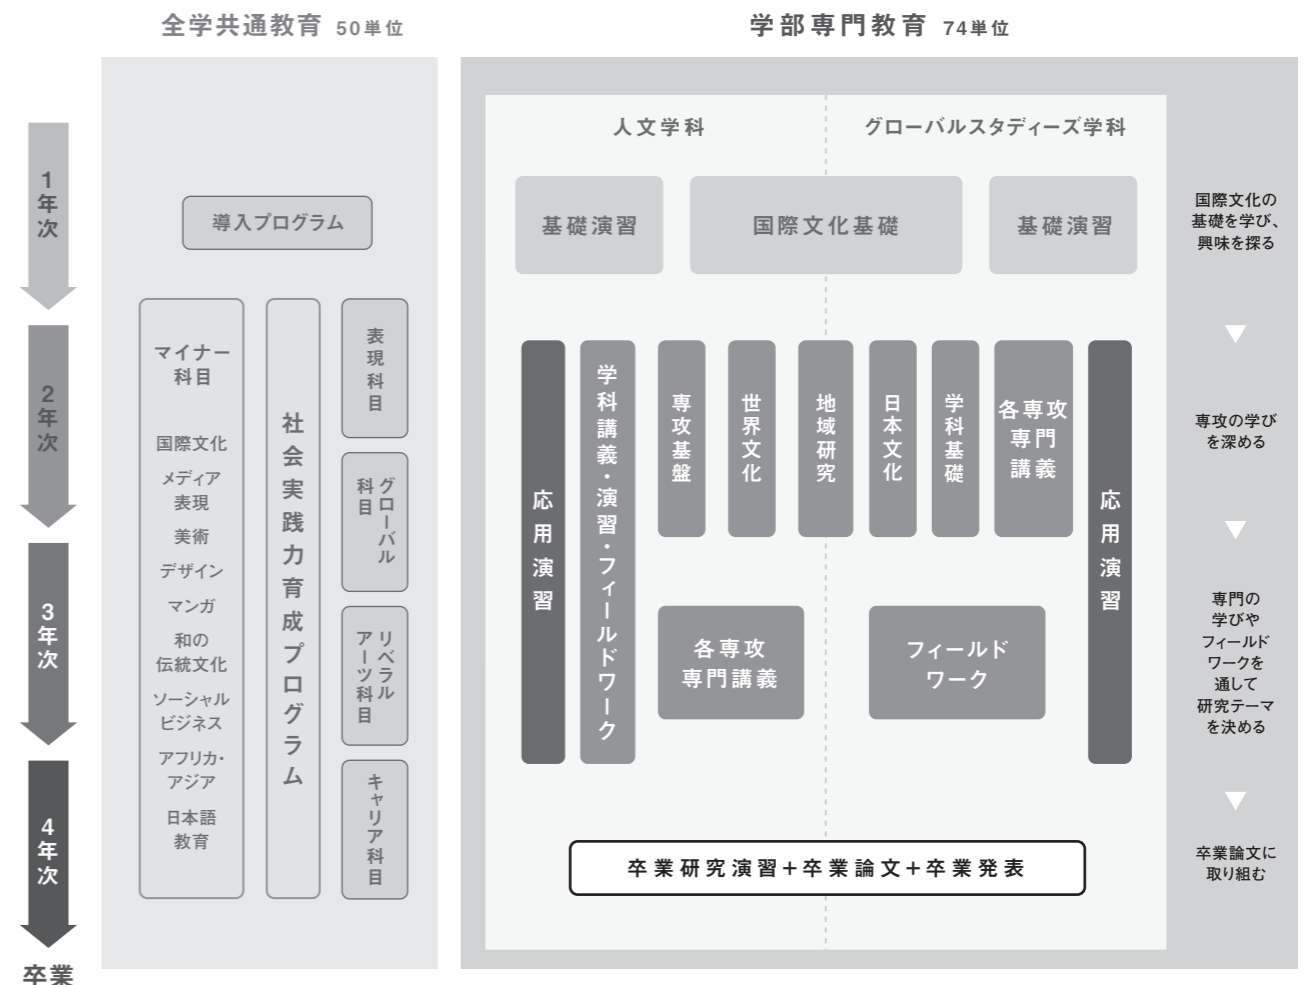 全学共通教育 50単位
学部専門教育 74単位
1年次
2年次
3年次
4年次
卒業
導入プログラム
マイナー
科目
国際文化
メディア
表現
美術
デザイン
マンガ
和の
伝統文化
ソーシャル
ビジネス
アフリカ・
アジア
日本語
教育
社会実践力育成プログラム
表現科目
グローバル
科目
リベラル
アーツ科目
キャリア科目
人文学科
グローバルスタディーズ学科
基礎演習
国際文化基礎
基礎演習
応用演習
学科講義・演習・フィールドワーク
専攻基盤
世界文化
地域研究
日本文化
学科基礎
各専攻
専門
講義
応用演習
各専攻
専門講義
フィールド
ワーク
卒業研究演習+卒業論文+卒業発表
国際文化の
基礎を学び、
興味を探る
専攻の学び
を深める
専門の
学びや
フィールド
ワークを
通して
研究テーマ
を決める
卒業論文に
取り組む